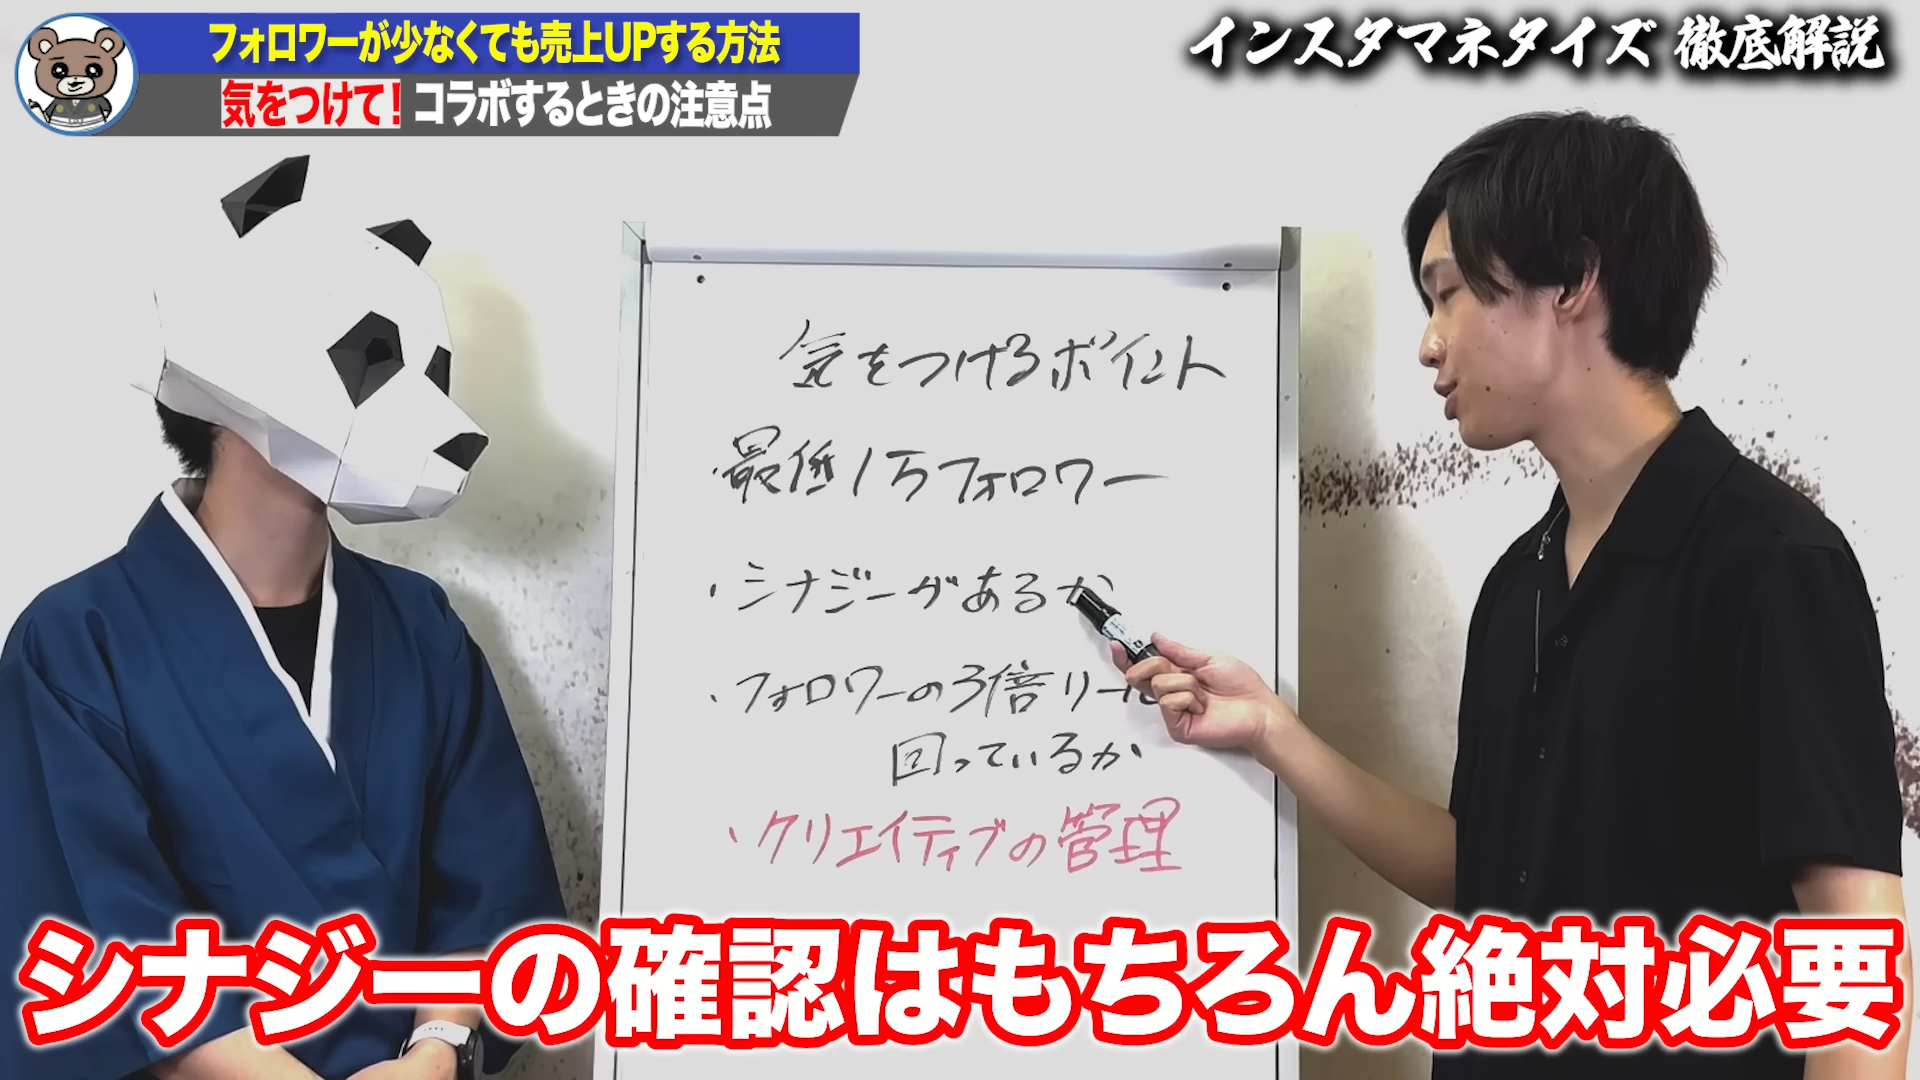 フォロワーが少なくても売上UPする方法
気をつけて! コラボするときの注意点
インスタマネタイズ 徹底解説
気をつけるポイント
・最低1万フォロワー
・シナジーがあるか
・フォロワーの3倍リール
回っているか
・クリエイティブの管理
シナジーの確認はもちろん絶対必要